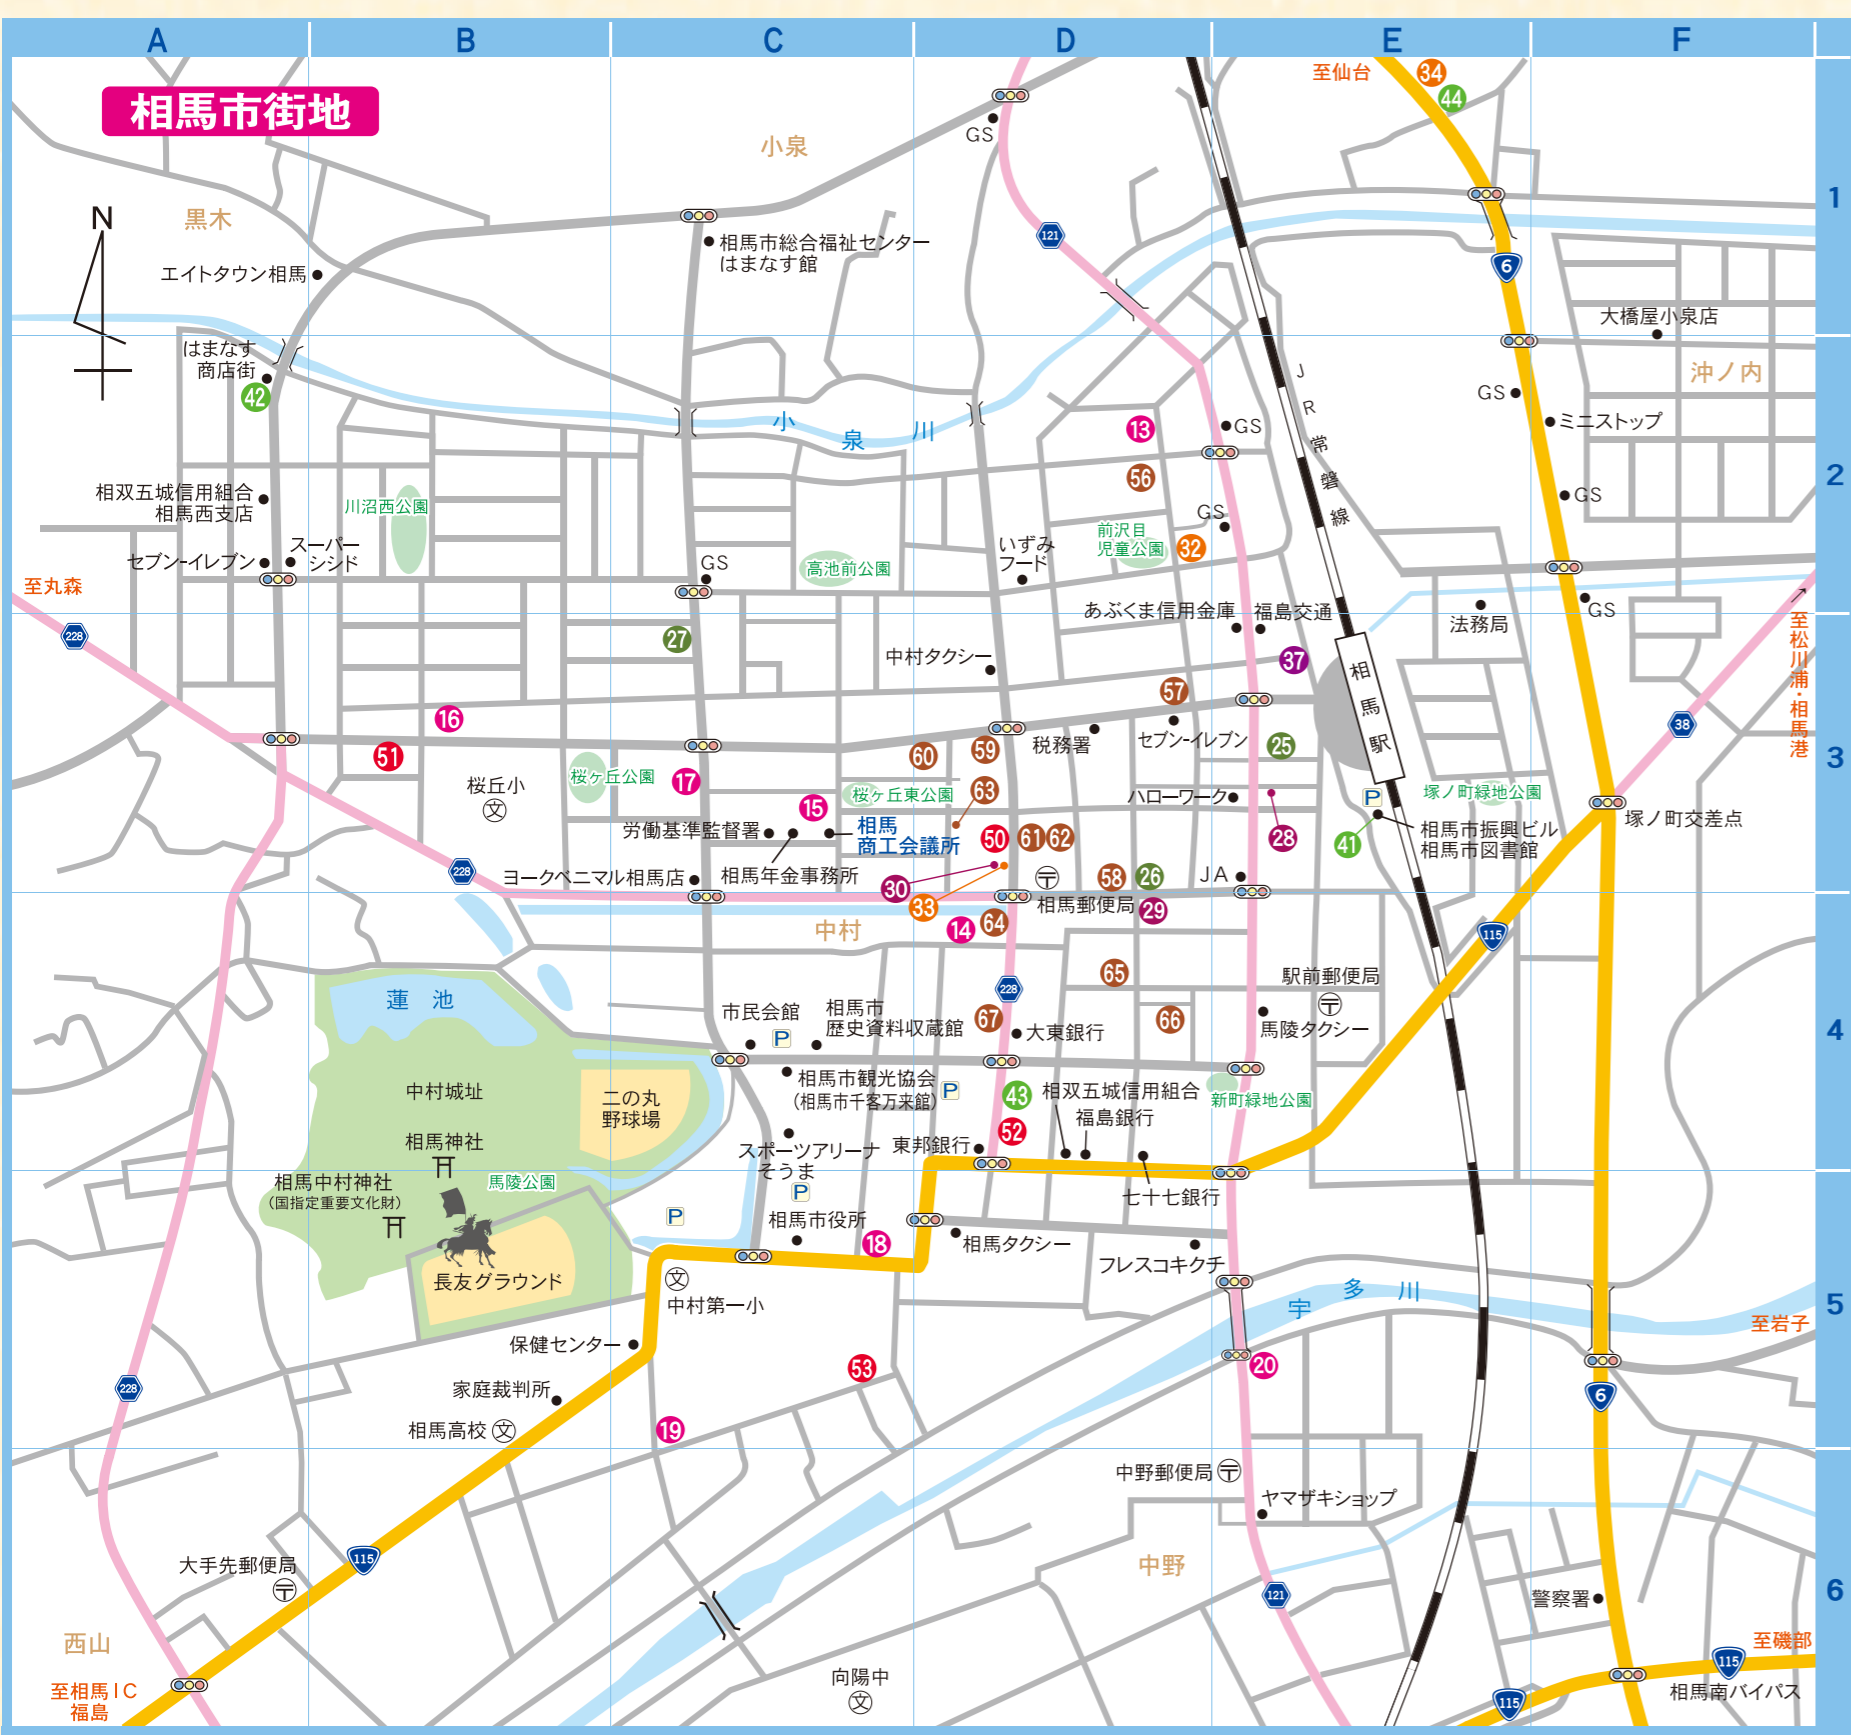 A B C D E F
相馬市街地
至仙台
34
44
GS
小泉
1
N
黒木
121
相馬市総合福祉センター
はまなす館
エイトタウン相馬
6
大橋屋小泉店
はまなす
商店街
42
沖ノ内
JR常磐線
GS
ミニストップ
小泉川
13
GS
2
56
相双五城信用組合
相馬西支店
川沼西公園
GS
GS
前沢目
児童公園
32
いずみ
フード
スーパー
シシド
セブン-イレブン
GS
高池前公園
至丸森
あぶくま信用金庫
福島交通
法務局
GS
至松川浦・相馬港
228
27
中村タクシー
37
相馬駅
57
16
38
税務署
セブン-イレブン
25
51
60
59
3
桜ヶ丘公園
17
桜丘小
文
63
桜ヶ丘東公園
15
ハローワーク
P
塚ノ町緑地公園
労働基準監督署
相馬
商工会議所
50
61
62
28
41
相馬市振興ビル
相馬市図書館
塚ノ町交差点
228
ヨークベニマル相馬店
相馬年金事務所
30
58
26
JA
33
相馬郵便局
29
中村
14
64
115
65
駅前郵便局
蓮池
228
市民会館
P
相馬市
歴史資料収蔵館
67
大東銀行
66
馬陵タクシー
4
相馬市観光協会
(相馬市千客万来館)
P
43
相双五城信用組合
福島銀行
新町緑地公園
中村城址
二の丸
野球場
52
相馬神社
スポーツアリーナ
そうま
東邦銀行
相馬中村神社
(国指定重要文化財)
馬陵公園
P
七十七銀行
P
相馬市役所
18
相馬タクシー
フレスコキクチ
長友グラウンド
文
中村第一小
宇多川
5
至岩子
保健センター
53
20
228
家庭裁判所
6
相馬高校
文
19
中野郵便局
ヤマザキショップ
大手先郵便局
115
中野
121
警察署
6
西山
至磯部
115
至相馬IC
福島
向陽中
文
115
相馬南バイパス